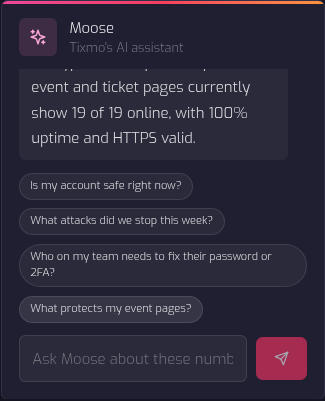 Moose
Tixmo's AI assistant
event and ticket pages currently
show 19 of 19 online, with 100%
uptime and HTTPS valid.
Is my account safe right now?
What attacks did we stop this week?
Who on my team needs to fix their password or
2FA?
What protects my event pages?
Ask Moose about these numb